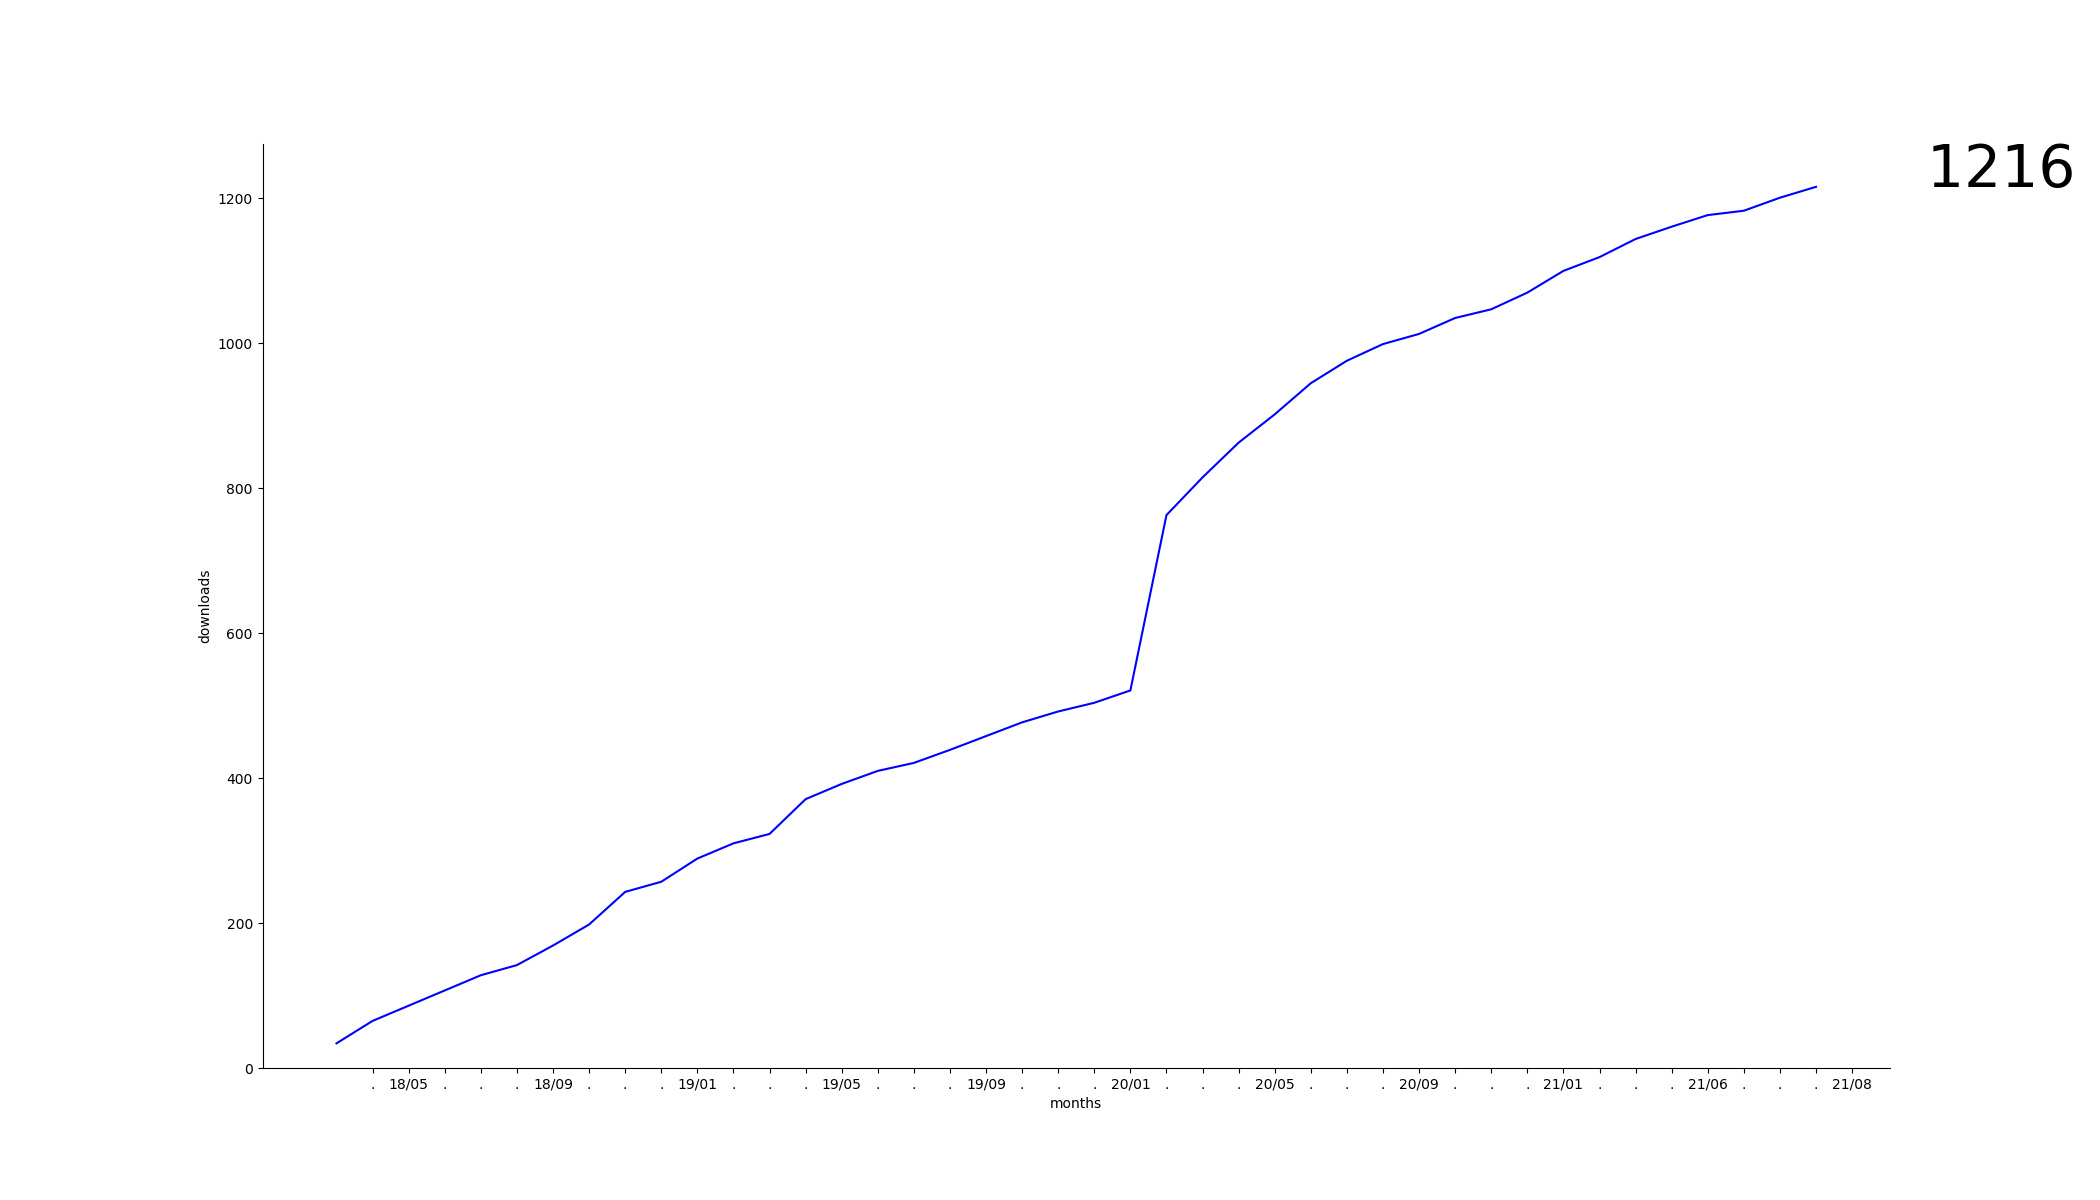 1216
1200
1000
800
600
400
200
0
downloads
. 18/05 . . . 18/09 . . . 19/01 . . . 19/05 . . . 19/09 . . . 20/01 . . . 20/05 . . . 20/09 . . . 21/01 . . . 21/06 . . . 21/08
months